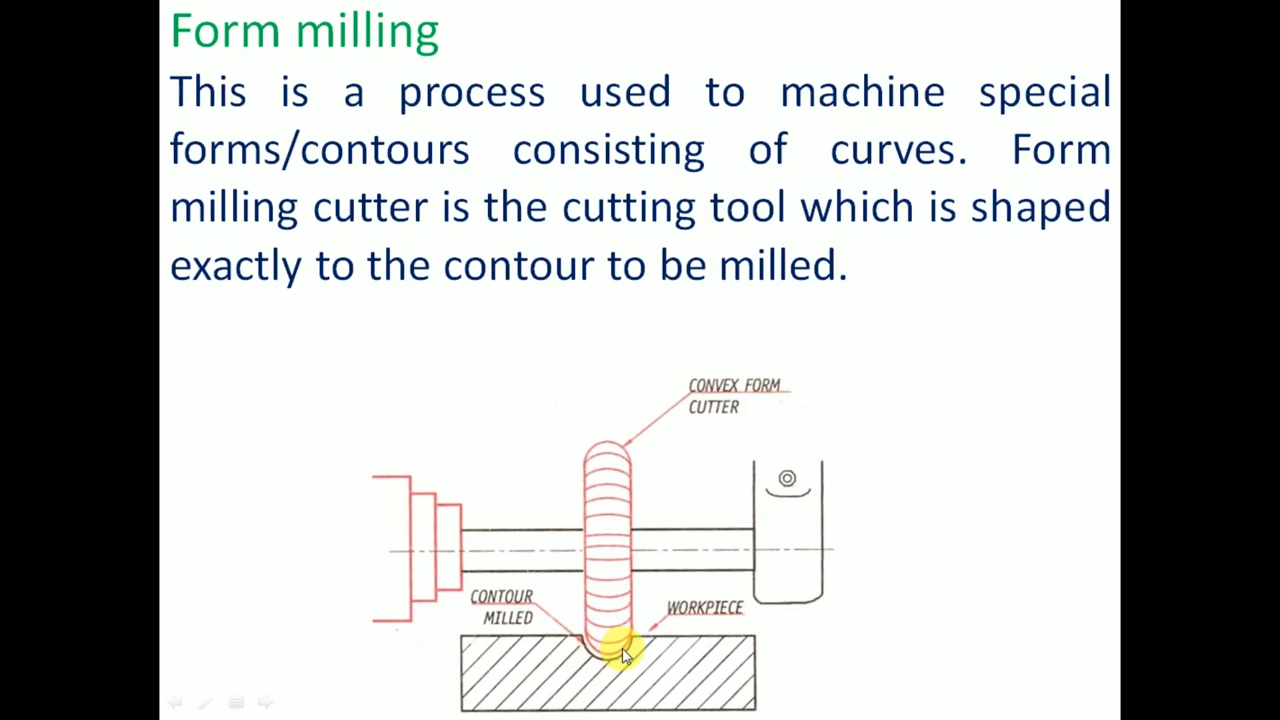 Form milling
This is a process used to machine special
forms/contours consisting of curves. Form
milling cutter is the cutting tool which is shaped
exactly to the contour to be milled.
CONVEX FORM
CUTTER
CONTOUR
MILLED
WORKPIECE